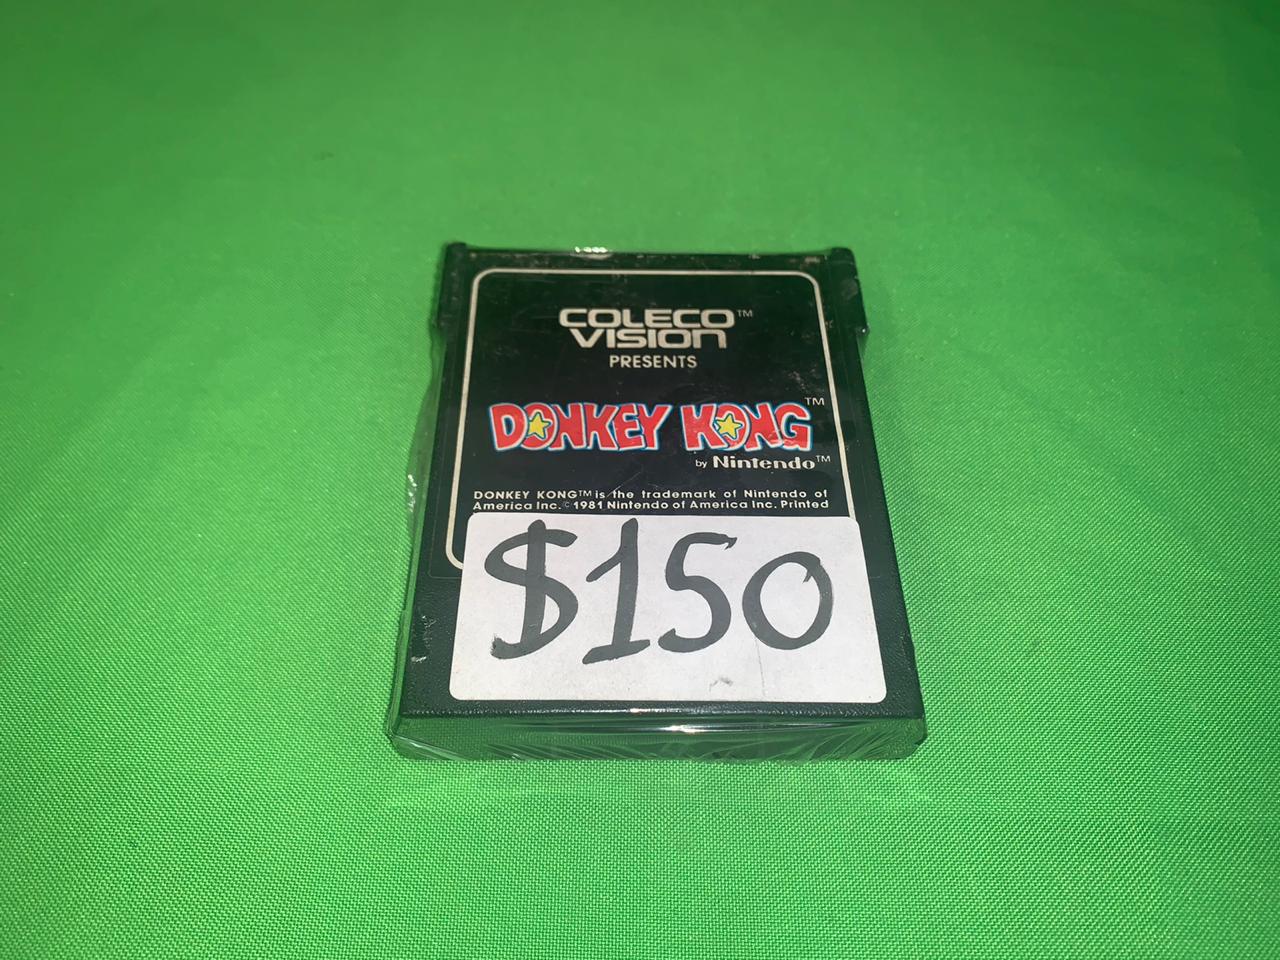 COLECO™
VISION
PRESENTS
DONKEY KONG™
by Nintendo™
DONKEY KONG™ is the trademark of Nintendo of
America Inc. © 1981 Nintendo of America Inc. Printed
$150